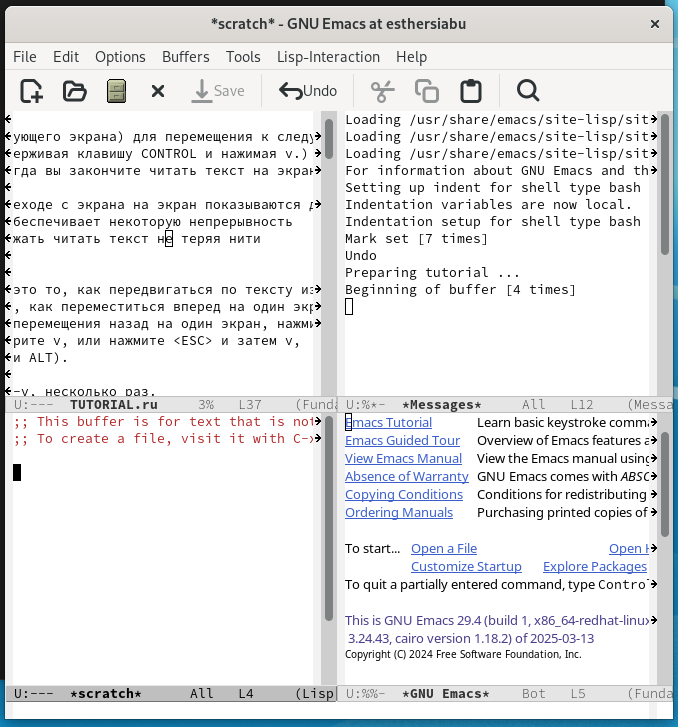 *scratch* - GNU Emacs at esthersiabu
File Edit Options Buffers Tools Lisp-Interaction Help
Save Undo
ующего экрана) для перемещения к следу
ерживая клавишу CONTROL и нажимая v.)
гда вы закончите читать текст на экран
еходе с экрана на экран показываются
беспечивает некоторую непрерывность
жать читать текст не теряя нити
это то, как передвигаться по тексту из
, как переместиться вперед на один экр
перемещения назад на один экран, нажми
рите v, или нажмите <ESC> и затем v,
и ALT).
-v, несколько раз.
U:--- TUTORIAL.ru 3% L37 (Funda
Loading /usr/share/emacs/site-lisp/sit
Loading /usr/share/emacs/site-lisp/sit
Loading /usr/share/emacs/site-lisp/sit
For information about GNU Emacs and th
Setting up indent for shell type bash
Indentation variables are now local.
Indentation setup for shell type bash
Mark set [7 times]
Undo
Preparing tutorial ...
Beginning of buffer [4 times]
U:%*- *Messages* All L12 (Messa
;; This buffer is for text that is not
;; To create a file, visit it with C-x
U:--- *scratch* All L4 (Lisp
Emacs Tutorial Learn basic keystroke comma
Emacs Guided Tour Overview of Emacs features a
View Emacs Manual View the Emacs manual using
Absence of Warranty GNU Emacs comes with ABSO
Copying Conditions Conditions for redistributing
Ordering Manuals Purchasing printed copies of
To start... Open a File Open H
Customize Startup Explore Packages
To quit a partially entered command, type Control
This is GNU Emacs 29.4 (build 1, x86_64-redhat-linux
3.24.43, cairo version 1.18.2) of 2025-03-13
Copyright (C) 2024 Free Software Foundation, Inc.
U:%%- *GNU Emacs* Bot L5 (Funda